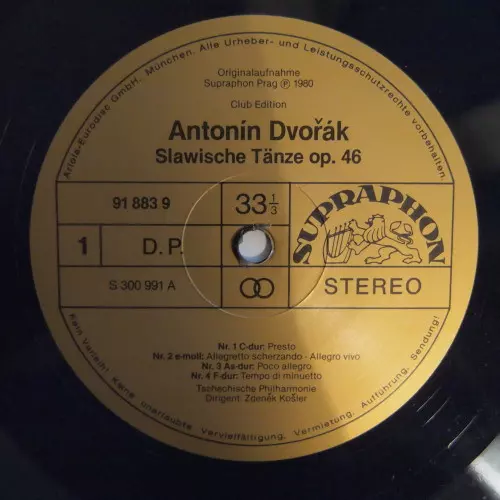 Ariola-Eurodisc GmbH, München. Alle Urheber- und Leistungsschutzrechte vorbehalten.
Originalaufnahme
Supraphon Prag Ⓟ 1980
Club Edition
Antonín Dvořák
Slawische Tänze op. 46
91 883 9
33 1/3
SUPRAPHON
1
D.P.
S 300 991 A
STEREO
Nr. 1 C-dur: Presto
Nr. 2 e-moll: Allegretto scherzando - Allegro vivo
Nr. 3 As-dur: Poco allegro
Nr. 4 F-dur: Tempo di minuetto
Tschechische Philharmonie
Dirigent: Zdeněk Košler
Kein Verleih! Keine unerlaubte Vervielfältigung, Vermietung, Aufführung, Sendung!